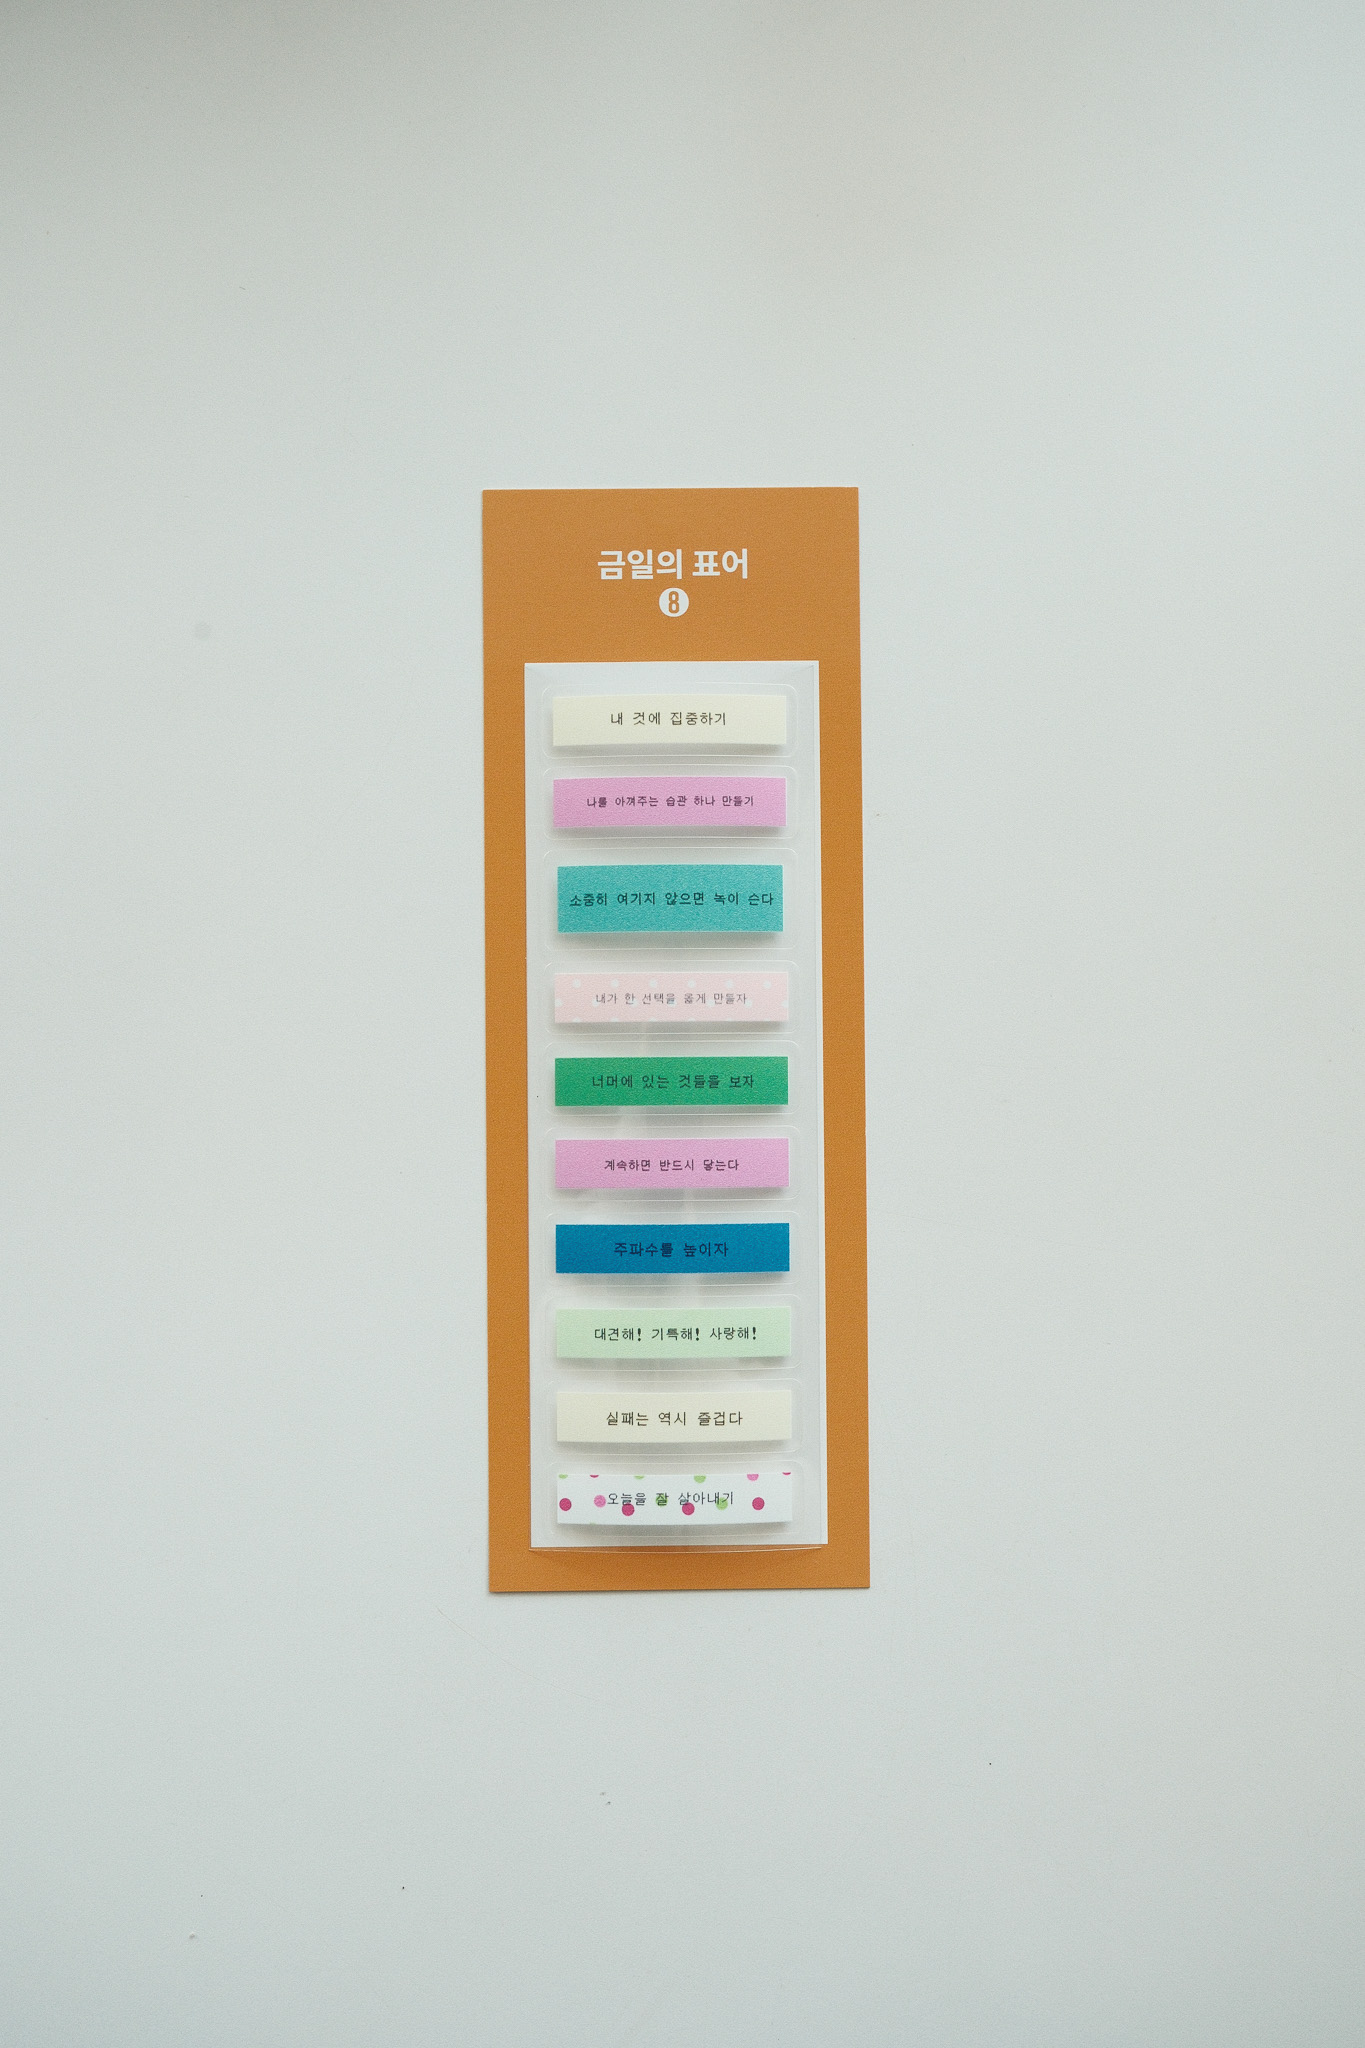 금일의 표어
8
내 것에 집중하기
나를 아껴주는 습관 하나 만들기
소중히 여기지 않으면 녹이 슨다
내가 한 선택을 옳게 만들자
너머에 있는 것들을 보자
계속하면 반드시 닿는다
주파수를 높이자
대견해! 기특해! 사랑해!
실패는 역시 즐겁다
오늘을 잘 살아내기